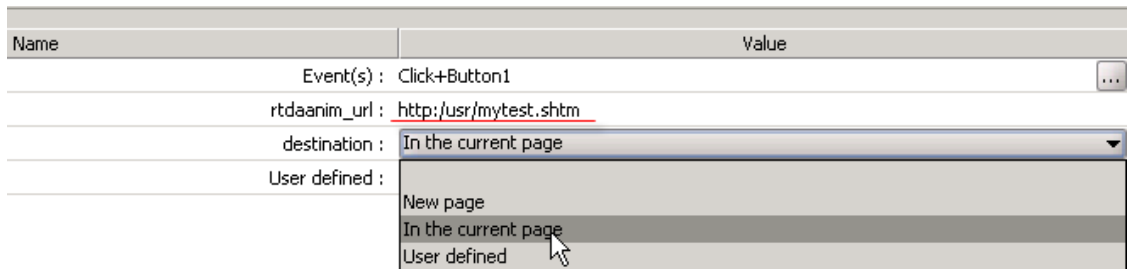 Name Value
Event(s) : Click+Button1 ...
rtdaanim_url : http:/usr/mytest.shtm
destination : In the current page
User defined :
New page
In the current page
User defined